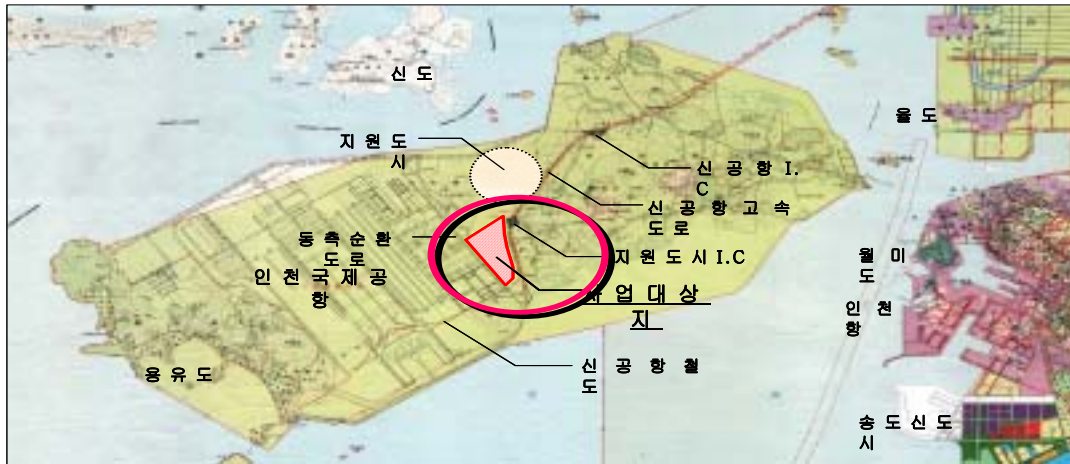 신 도
율 도
지 원 도
시
신 공 항 I.
C
신 공 항 고 속
도 로
동 측 순 환
도 로
지 원 도 시 I.C
인 천 국 제 공
항
월 미
도
사 업 대 상
지
인 천
항
신 공 항 철
도
용 유 도
송 도 신 도
시